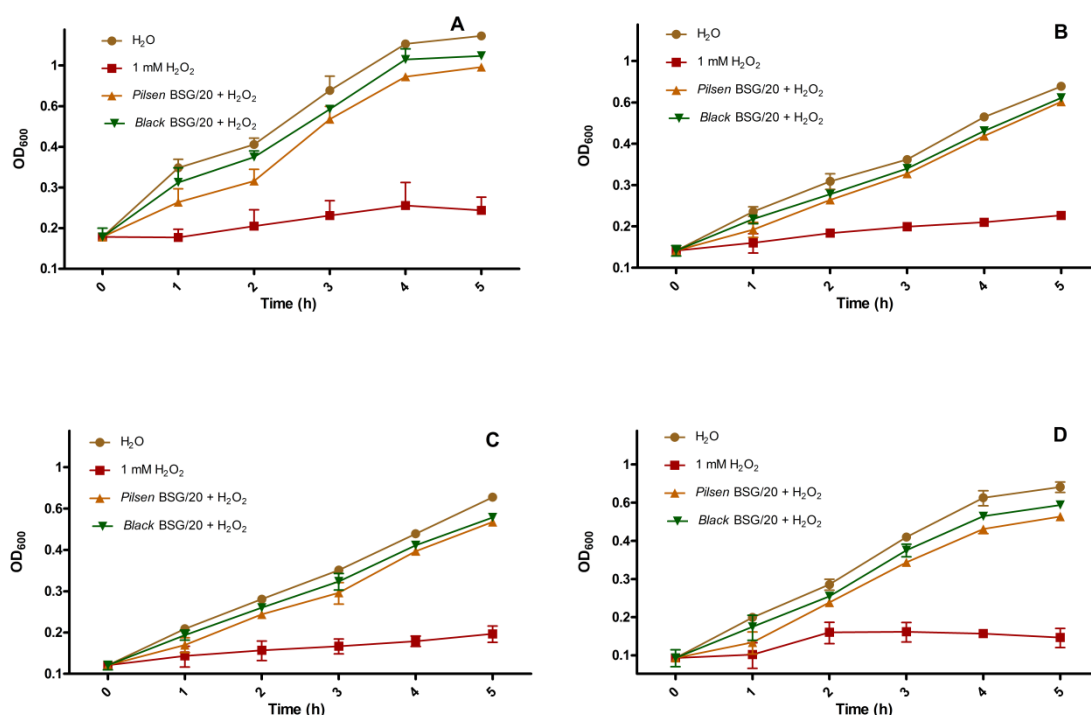 A
H₂O
1 mM H₂O₂
Pilsen BSG/20 + H₂O₂
Black BSG/20 + H₂O₂
OD₆₀₀
1
0.6
0.4
0.3
0.2
0.1
0 1 2 3 4 5
Time (h)
B
H₂O
1 mM H₂O₂
Pilsen BSG/20 + H₂O₂
Black BSG/20 + H₂O₂
OD₆₀₀
1
0.6
0.4
0.3
0.2
0.1
0 1 2 3 4 5
Time (h)
C
H₂O
1 mM H₂O₂
Pilsen BSG/20 + H₂O₂
Black BSG/20 + H₂O₂
OD₆₀₀
1
0.6
0.4
0.3
0.2
0.1
0 1 2 3 4 5
Time (h)
D
H₂O
1 mM H₂O₂
Pilsen BSG/20 + H₂O₂
Black BSG/20 + H₂O₂
OD₆₀₀
1
0.6
0.4
0.3
0.2
0.1
0 1 2 3 4 5
Time (h)